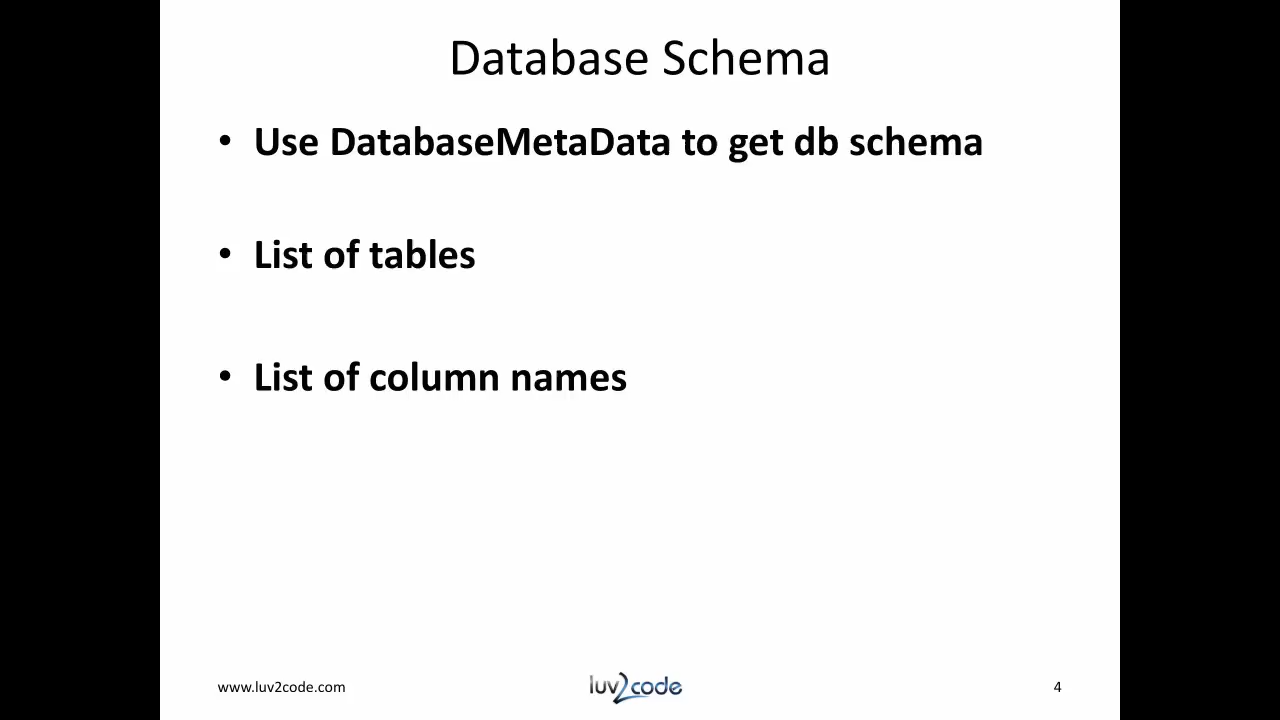 Database Schema
• Use DatabaseMetaData to get db schema
• List of tables
• List of column names
www.luv2code.com
luv2code
4